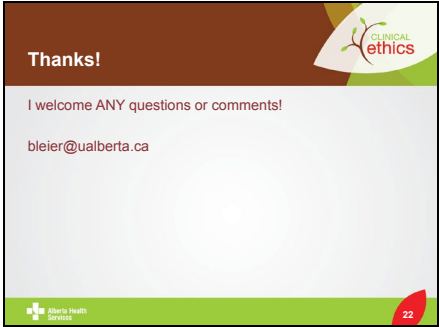 CLINICAL
ethics
Thanks!
I welcome ANY questions or comments!
bleier@ualberta.ca
Alberta Health
Services
22